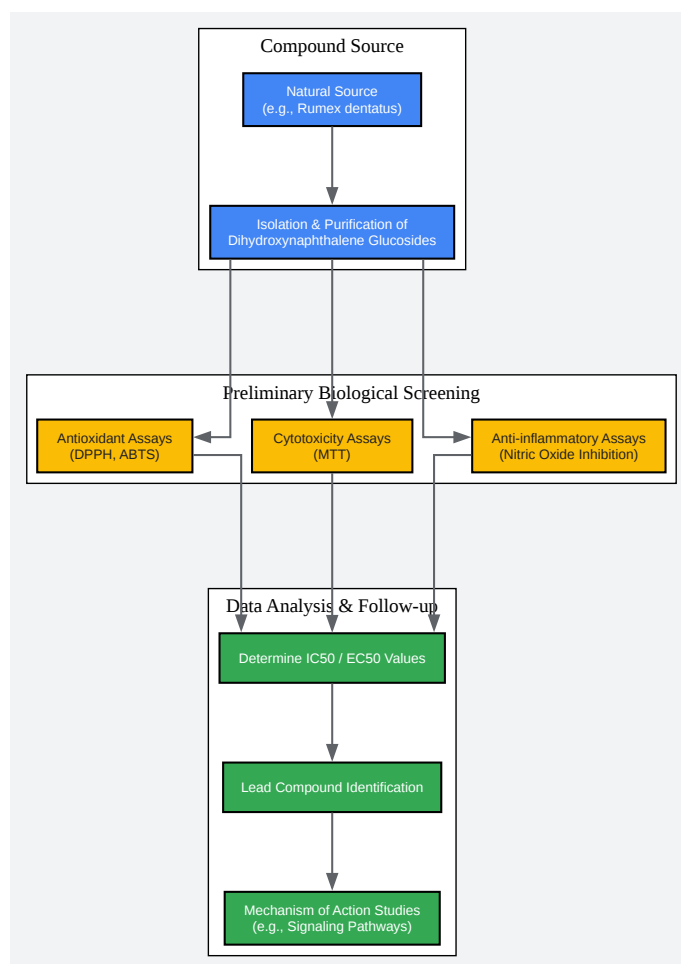 Compound Source
Natural Source
(e.g., Rumex dentatus)
Isolation & Purification of
Dihydroxynaphthalene Glucosides
Preliminary Biological Screening
Antioxidant Assays
(DPPH, ABTS)
Cytotoxicity Assays
(MTT)
Anti-inflammatory Assays
(Nitric Oxide Inhibition)
Data Analysis & Follow-up
Determine IC50 / EC50 Values
Lead Compound Identification
Mechanism of Action Studies
(e.g., Signaling Pathways)